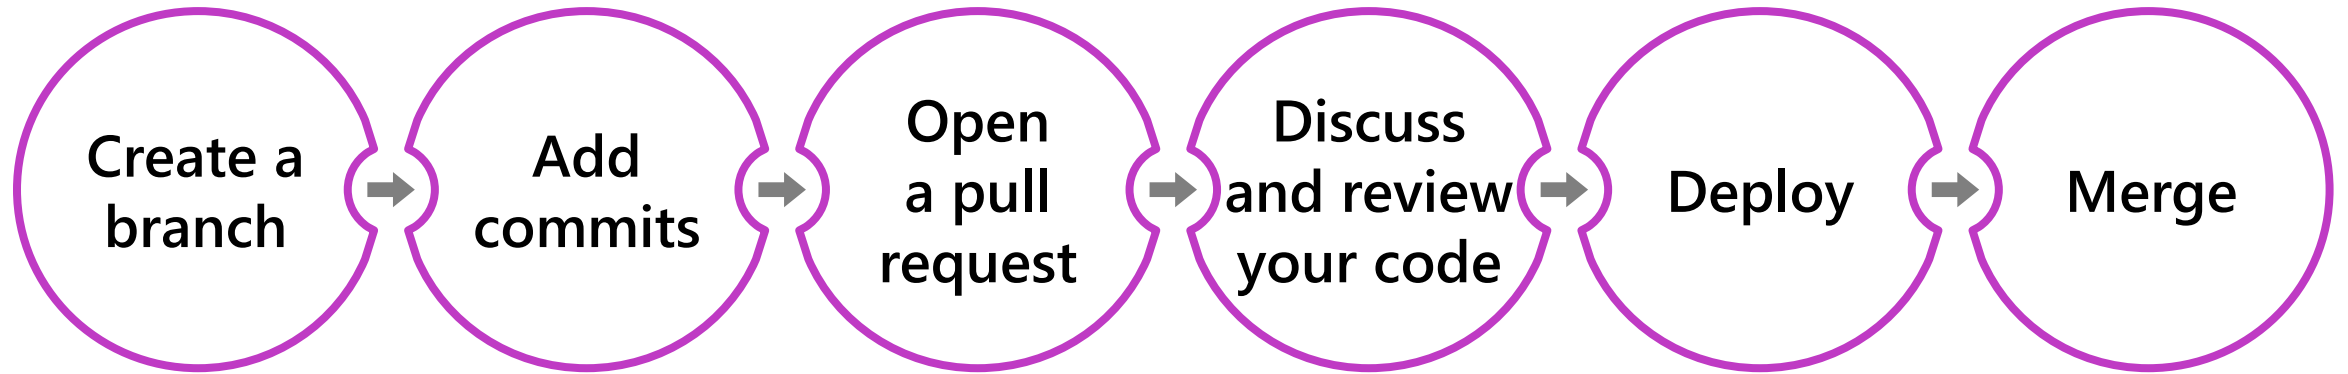 Create a
branch
Add
commits
Open
a pull
request
Discuss
and review
your code
Deploy
Merge